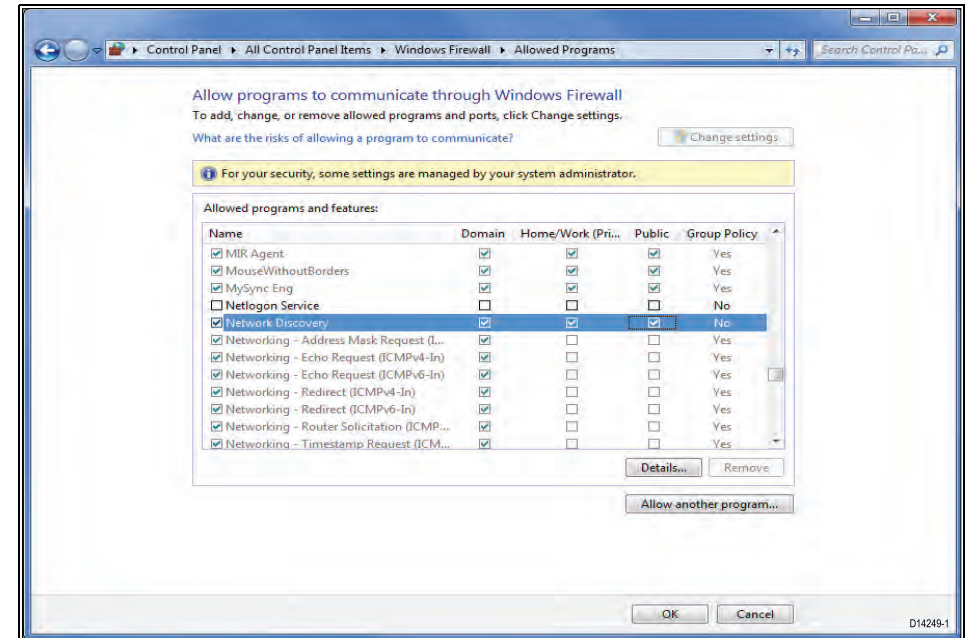 Control Panel ▸ All Control Panel Items ▸ Windows Firewall ▸ Allowed Programs Search Control Pa...
Allow programs to communicate through Windows Firewall
To add, change, or remove allowed programs and ports, click Change settings.
What are the risks of allowing a program to communicate? Change settings
For your security, some settings are managed by your system administrator.
Allowed programs and features:
Name Domain Home/Work (Pri... Public Group Policy
MIR Agent Yes
MouseWithoutBorders Yes
MySync Eng Yes
Netlogon Service No
Network Discovery No
Networking - Address Mask Request (I... Yes
Networking - Echo Request (ICMPv4-In) Yes
Networking - Echo Request (ICMPv6-In) Yes
Networking - Redirect (ICMPv4-In) Yes
Networking - Redirect (ICMPv6-In) Yes
Networking - Router Solicitation (ICMP... Yes
Networking - Timestamp Request (ICM... Yes
Details... Remove
Allow another program...
OK Cancel
D14249-1